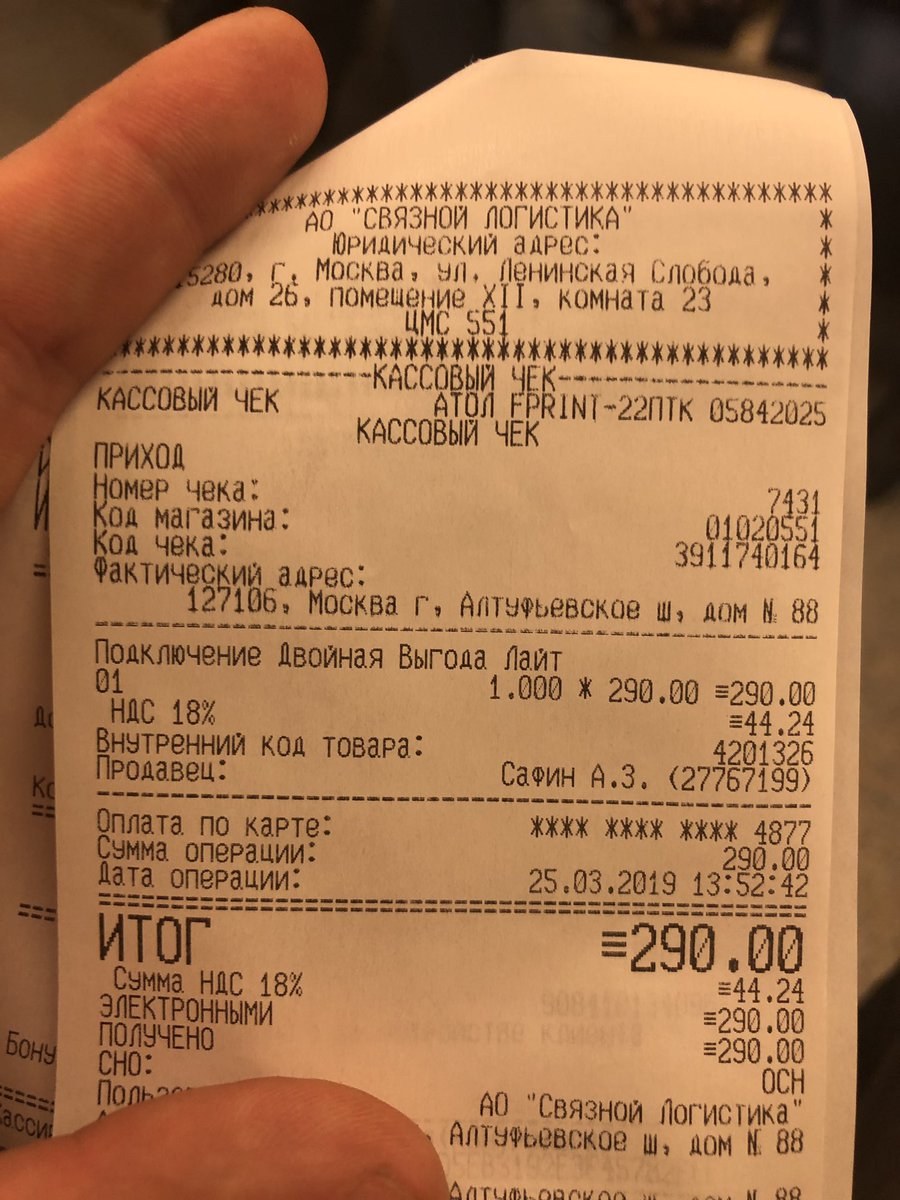 ******************************************
АО "СВЯЗНОЙ ЛОГИСТИКА" *
Юридический адрес: *
5280, г. Москва, ул. Ленинская Слобода, *
дом 26, помещение XII, комната 23 *
ЦМС 551 *
******************************************
--------------------КАССОВЫЙ ЧЕК--------------------
КАССОВЫЙ ЧЕК АТОЛ FPRINT-22ПТК 05842025
КАССОВЫЙ ЧЕК
ПРИХОД
Номер чека: 7431
Код магазина: 01020551
Код чека: 3911740164
Фактический адрес:
127106, Москва г, Алтуфьевское ш, дом № 88
Подключение Двойная Выгода Лайт
01 1.000 * 290.00 ≡290.00
НДС 18% ≡44.24
Внутренний код товара: 4201326
Продавец: Сафин А.З. (27767199)
Оплата по карте: **** **** **** 4877
Сумма операции: 290.00
Дата операции: 25.03.2019 13:52:42
ИТОГ ≡290.00
Сумма НДС 18% ≡44.24
ЭЛЕКТРОННЫМИ ≡290.00
ПОЛУЧЕНО ≡290.00
СНО: ОСН
АО "Связной Логистика"
Алтуфьевское ш, дом № 88
Бону